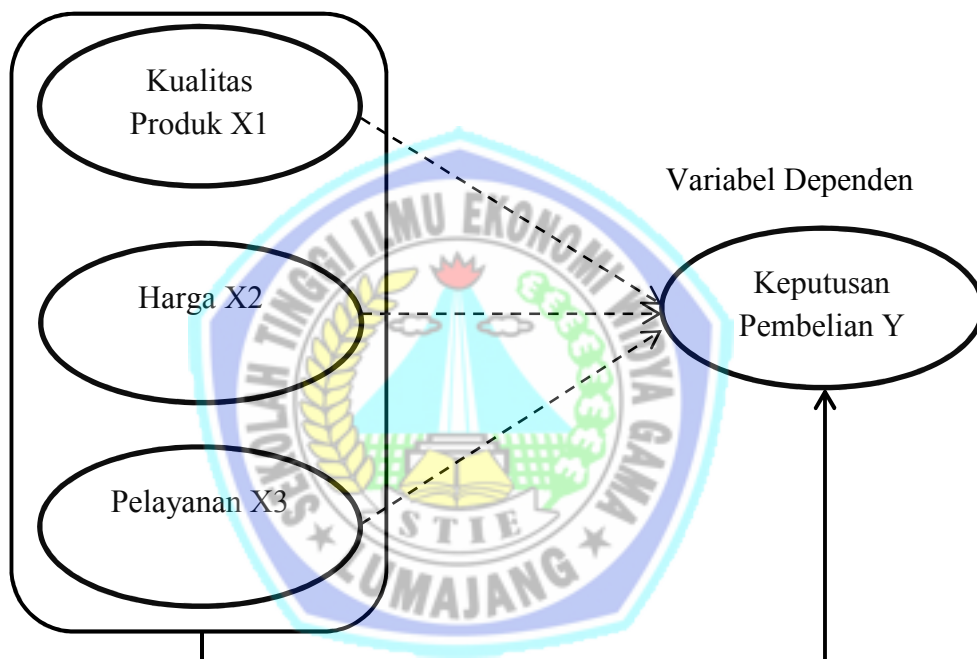 Kualitas
Produk X1
Variabel Dependen
Harga X2
Keputusan
Pembelian Y
Pelayanan X3
SEKOLAH TINGGI ILMU EKONOMI WIDYA GAMA
STIE
LUMAJANG